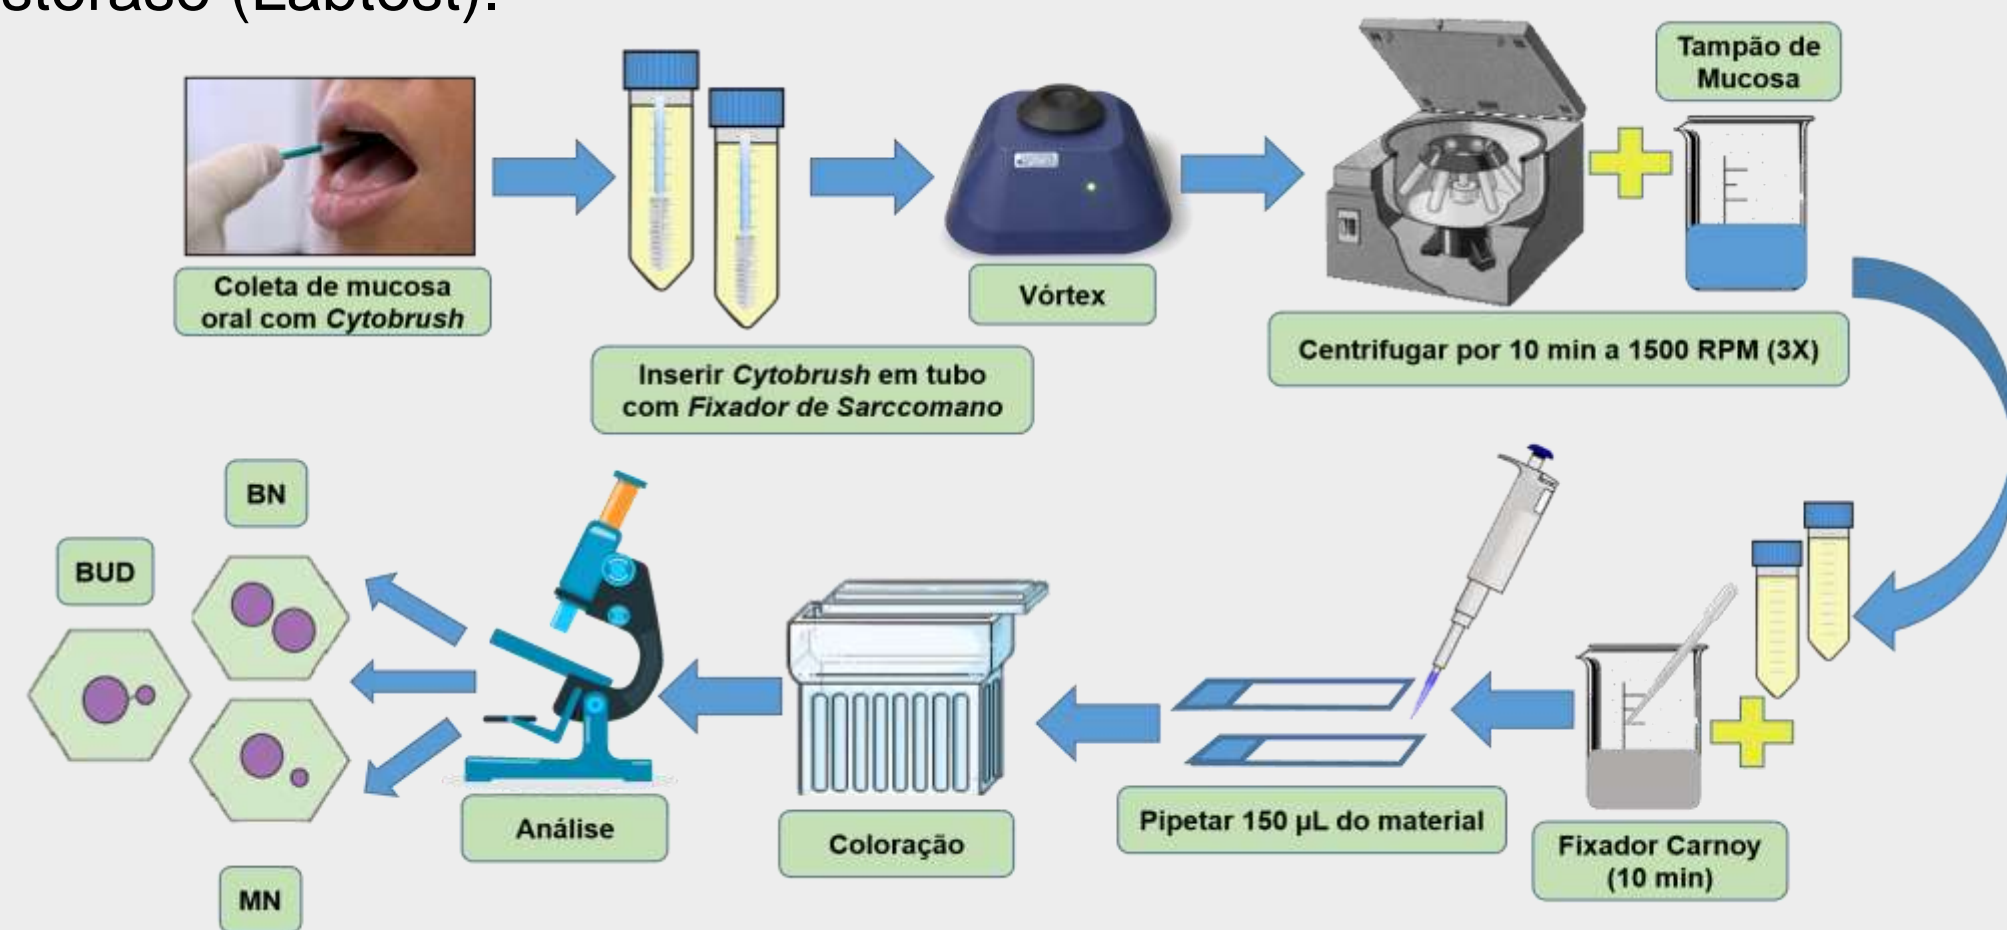 (Labtest).
Tampão de
Mucosa
Coleta de mucosa
oral com Cytobrush
Vórtex
Centrifugar por 10 min a 1500 RPM (3X)
Inserir Cytobrush em tubo
com Fixador de Sarccomano
BN
BUD
MN
Análise
Coloração
Pipetar 150 µL do material
Fixador Carnoy
(10 min)